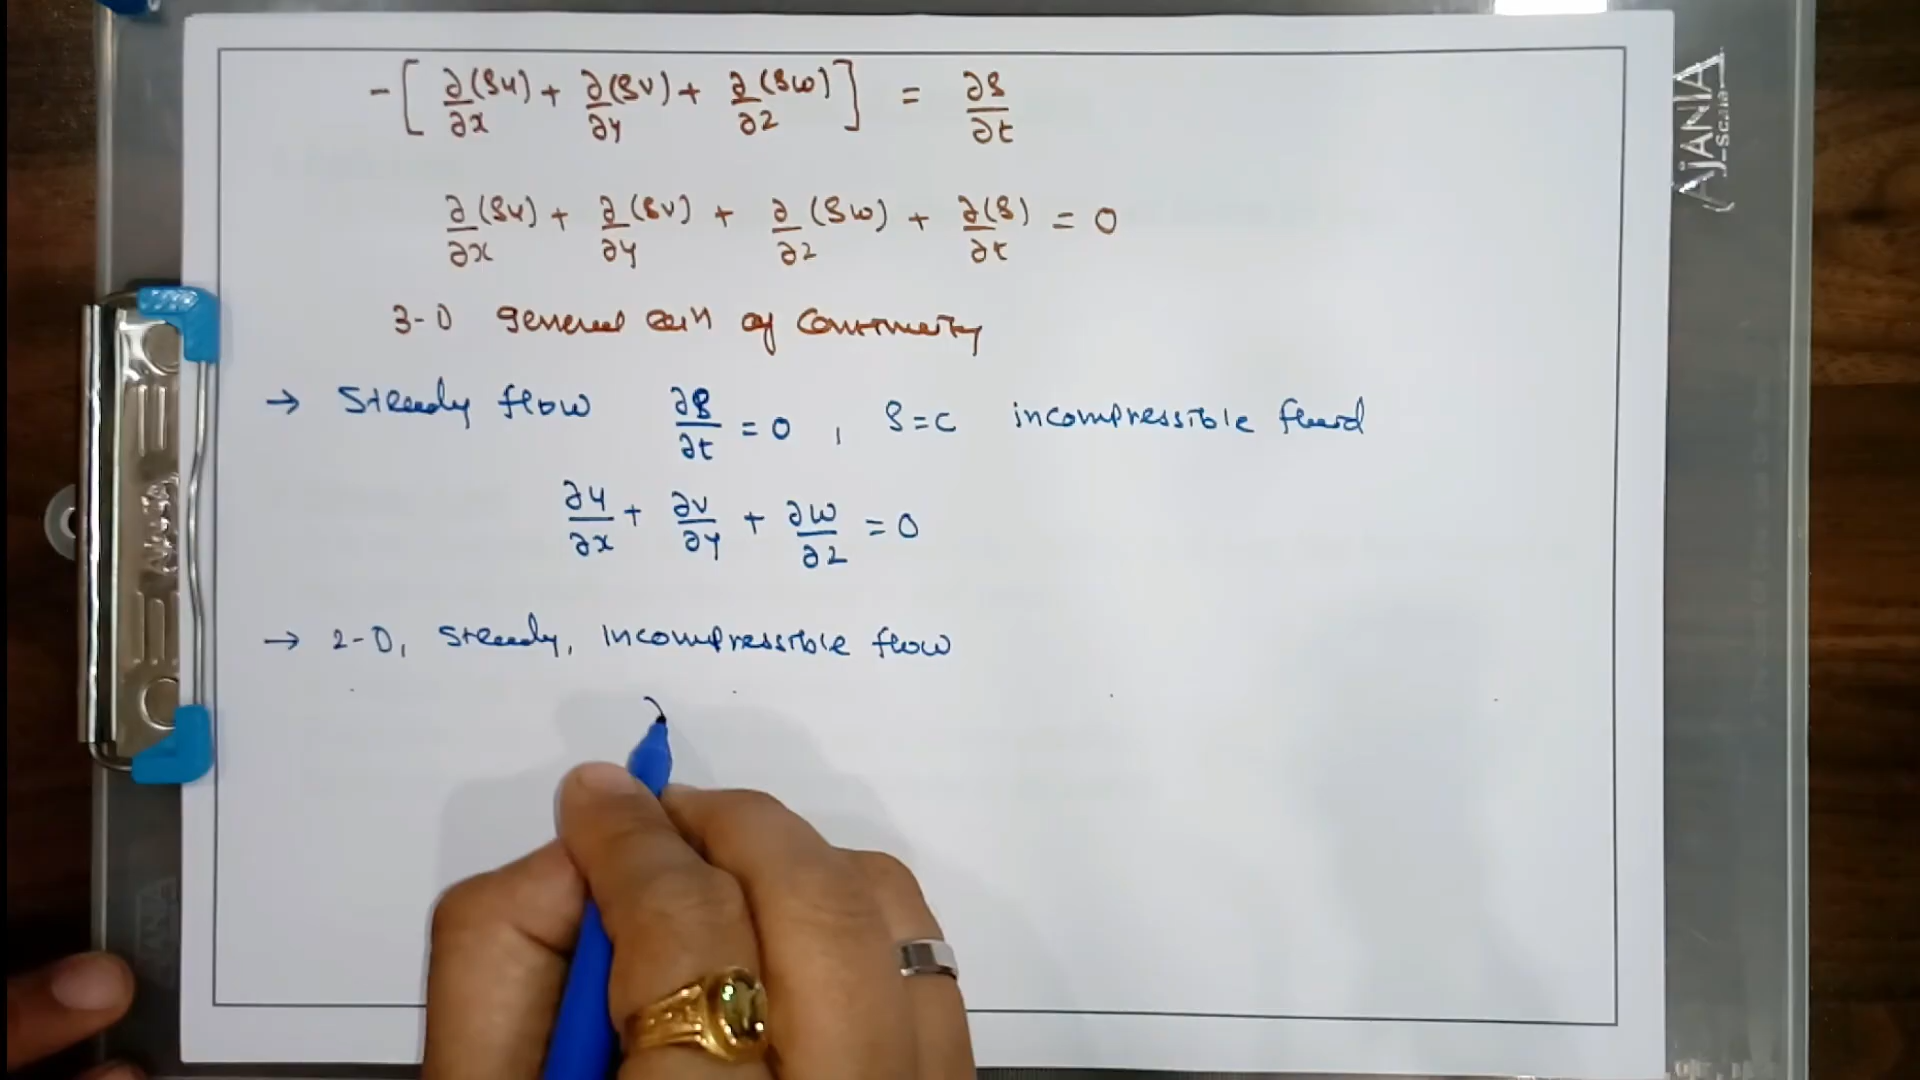 -[∂(ρu)/∂x + ∂(ρv)/∂y + ∂(ρw)/∂z] = ∂ρ/∂t
∂(ρu)/∂x + ∂(ρv)/∂y + ∂(ρw)/∂z + ∂(ρ)/∂t = 0
3-D general eqn of Continuity
→ Steady flow ∂ρ/∂t = 0, ρ=c incompressible fluid
∂u/∂x + ∂v/∂y + ∂w/∂z = 0
→ 2-D, Steady, incompressible flow
AJANTA